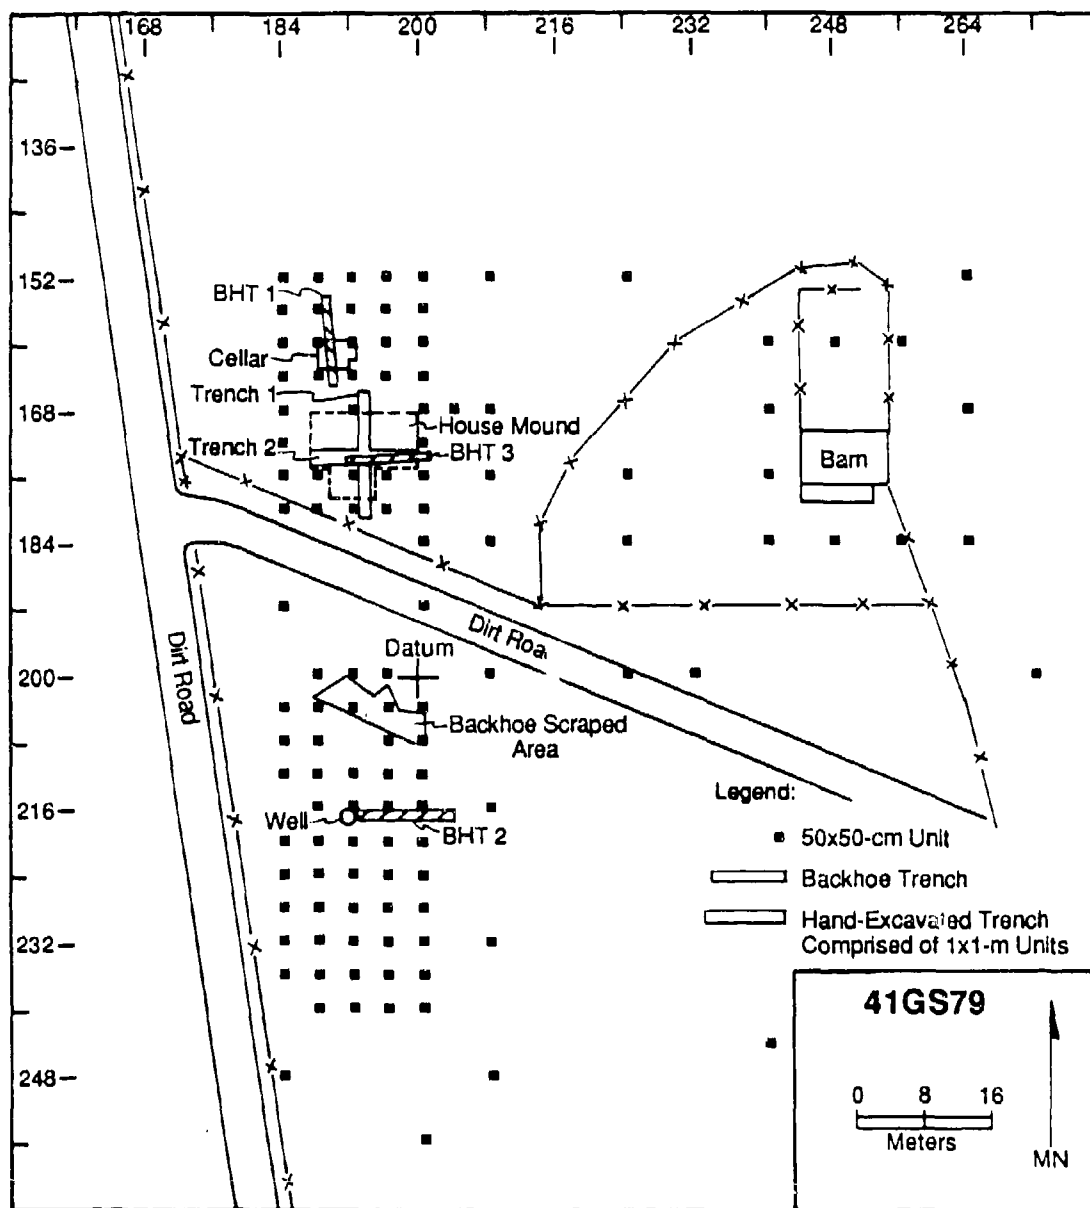 168 184 200 216 232 248 264
136
152
BHT 1
Cellar
Trench 1
168
House Mound
Trench 2
BHT 3
Barn
184
Dirt Roa
Datum
Dirt Road
200
Backhoe Scraped
Area
Legend:
216
Well
BHT 2
50x50-cm Unit
Backhoe Trench
Hand-Excavated Trench
Comprised of 1x1-m Units
232
41GS79
248
0 8 16
Meters
MN